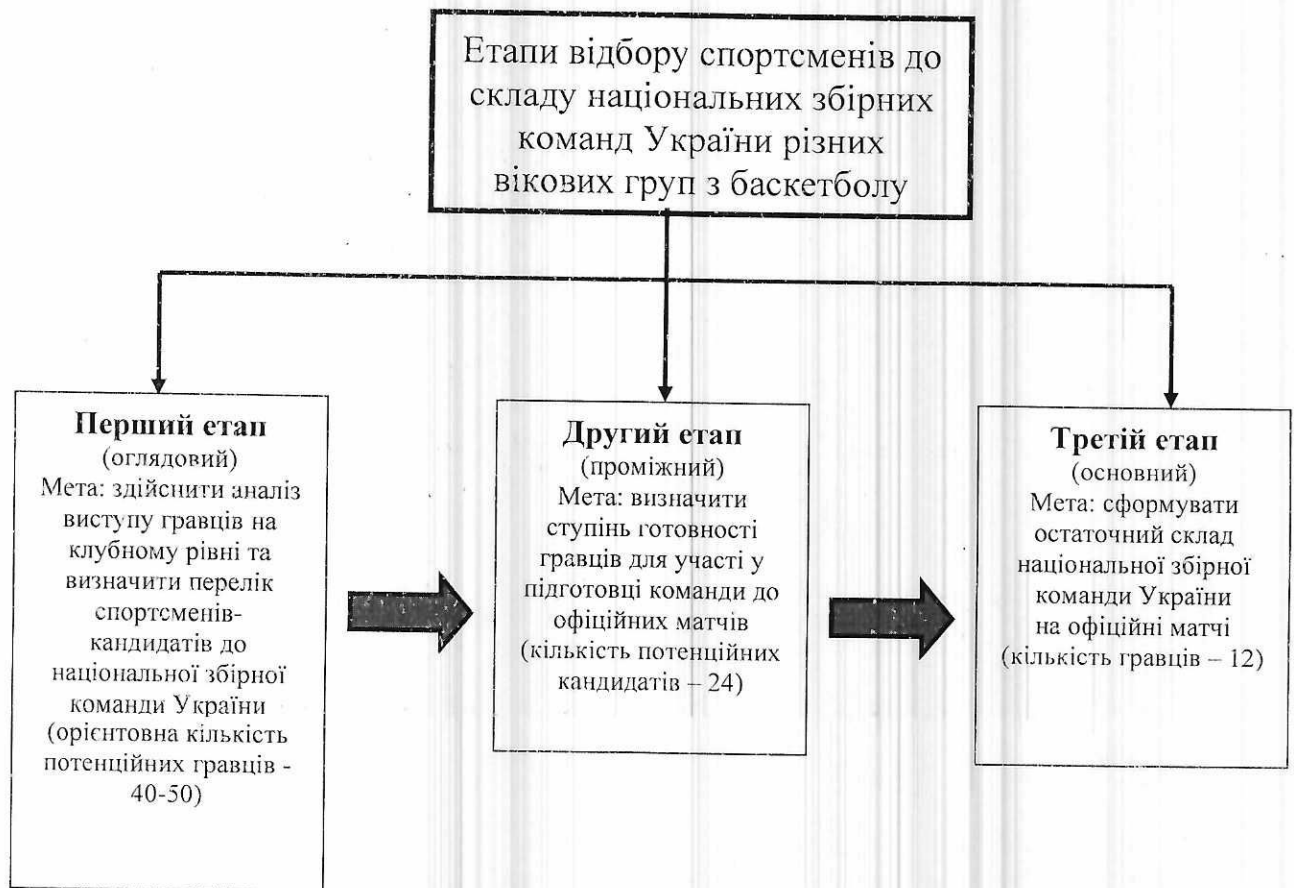 Етапи відбору спортсменів до
складу національних збірних
команд України різних
вікових груп з баскетболу
Перший етап
(оглядовий)
Мета: здійснити аналіз
виступу гравців на
клубному рівні та
визначити перелік
спортсменів-
кандидатів до
національної збірної
команди України
(орієнтовна кількість
потенційних гравців -
40-50)
Другий етап
(проміжний)
Мета: визначити
ступінь готовності
гравців для участі у
підготовці команди до
офіційних матчів
(кількість потенційних
кандидатів – 24)
Третій етап
(основний)
Мета: сформувати
остаточний склад
національної збірної
команди України
на офіційні матчі
(кількість гравців – 12)